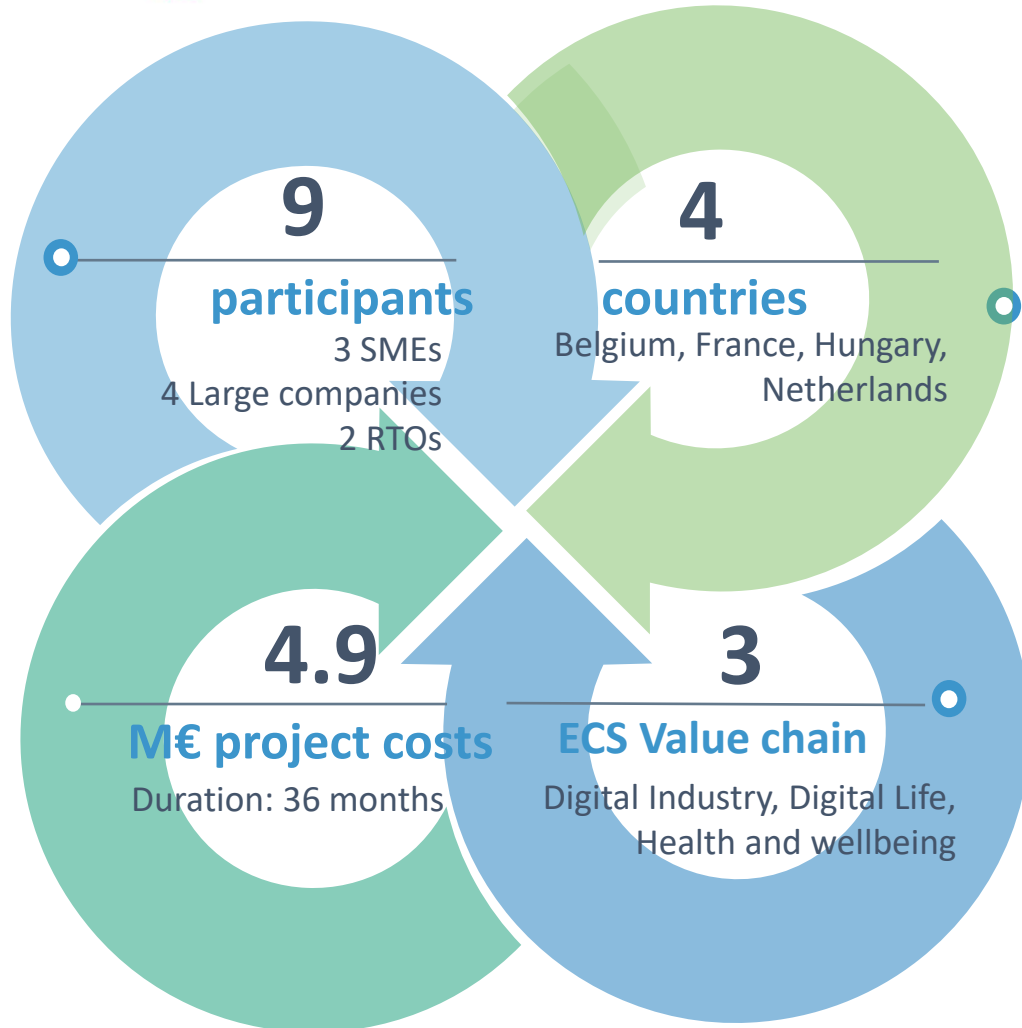 9
participants
3 SMEs
4 Large companies
2 RTOs
4
countries
Belgium, France, Hungary,
Netherlands
4.9
M€ project costs
Duration: 36 months
3
ECS Value chain
Digital Industry, Digital Life,
Health and wellbeing